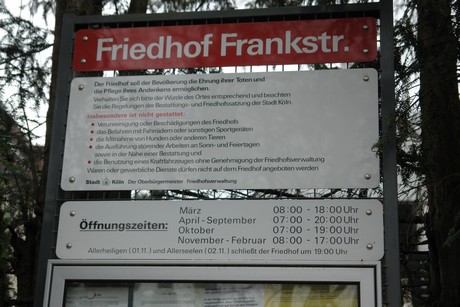 Friedhof Frankstr.
Der Friedhof soll der Bevölkerung die Ehrung ihrer Toten und
die Pflege ihres Andenkens ermöglichen.
Verhalten Sie sich bitte der Würde des Ortes entsprechend und beachten
Sie die Regelungen der Bestattungs- und Friedhofssatzung der Stadt Köln.
Insbesondere ist nicht gestattet:
• Verunreinigung oder Beschädigungen des Friedhofs
• das Befahren mit Fahrrädern oder sonstigen Sportgeräten
• die Mitnahme von Hunden oder anderen Tieren
• die Ausführung störender Arbeiten an Sonn- und Feiertagen
sowie in der Nähe einer Bestattung und
• die Benutzung eines Kraftfahrzeuges ohne Genehmigung der Friedhofsverwaltung
Waren oder gewerbliche Dienste dürfen nicht auf dem Friedhof angeboten werden
Stadt Köln Der Oberbürgermeister Friedhofsverwaltung
Öffnungszeiten:
März 08:00 - 18:00 Uhr
April - September 07:00 - 20:00 Uhr
Oktober 07:00 - 19:00 Uhr
November - Februar 08:00 - 17:00 Uhr
Allerheiligen (01.11.) und Allerseelen (02.11.) schließt der Friedhof um 19:00 Uhr